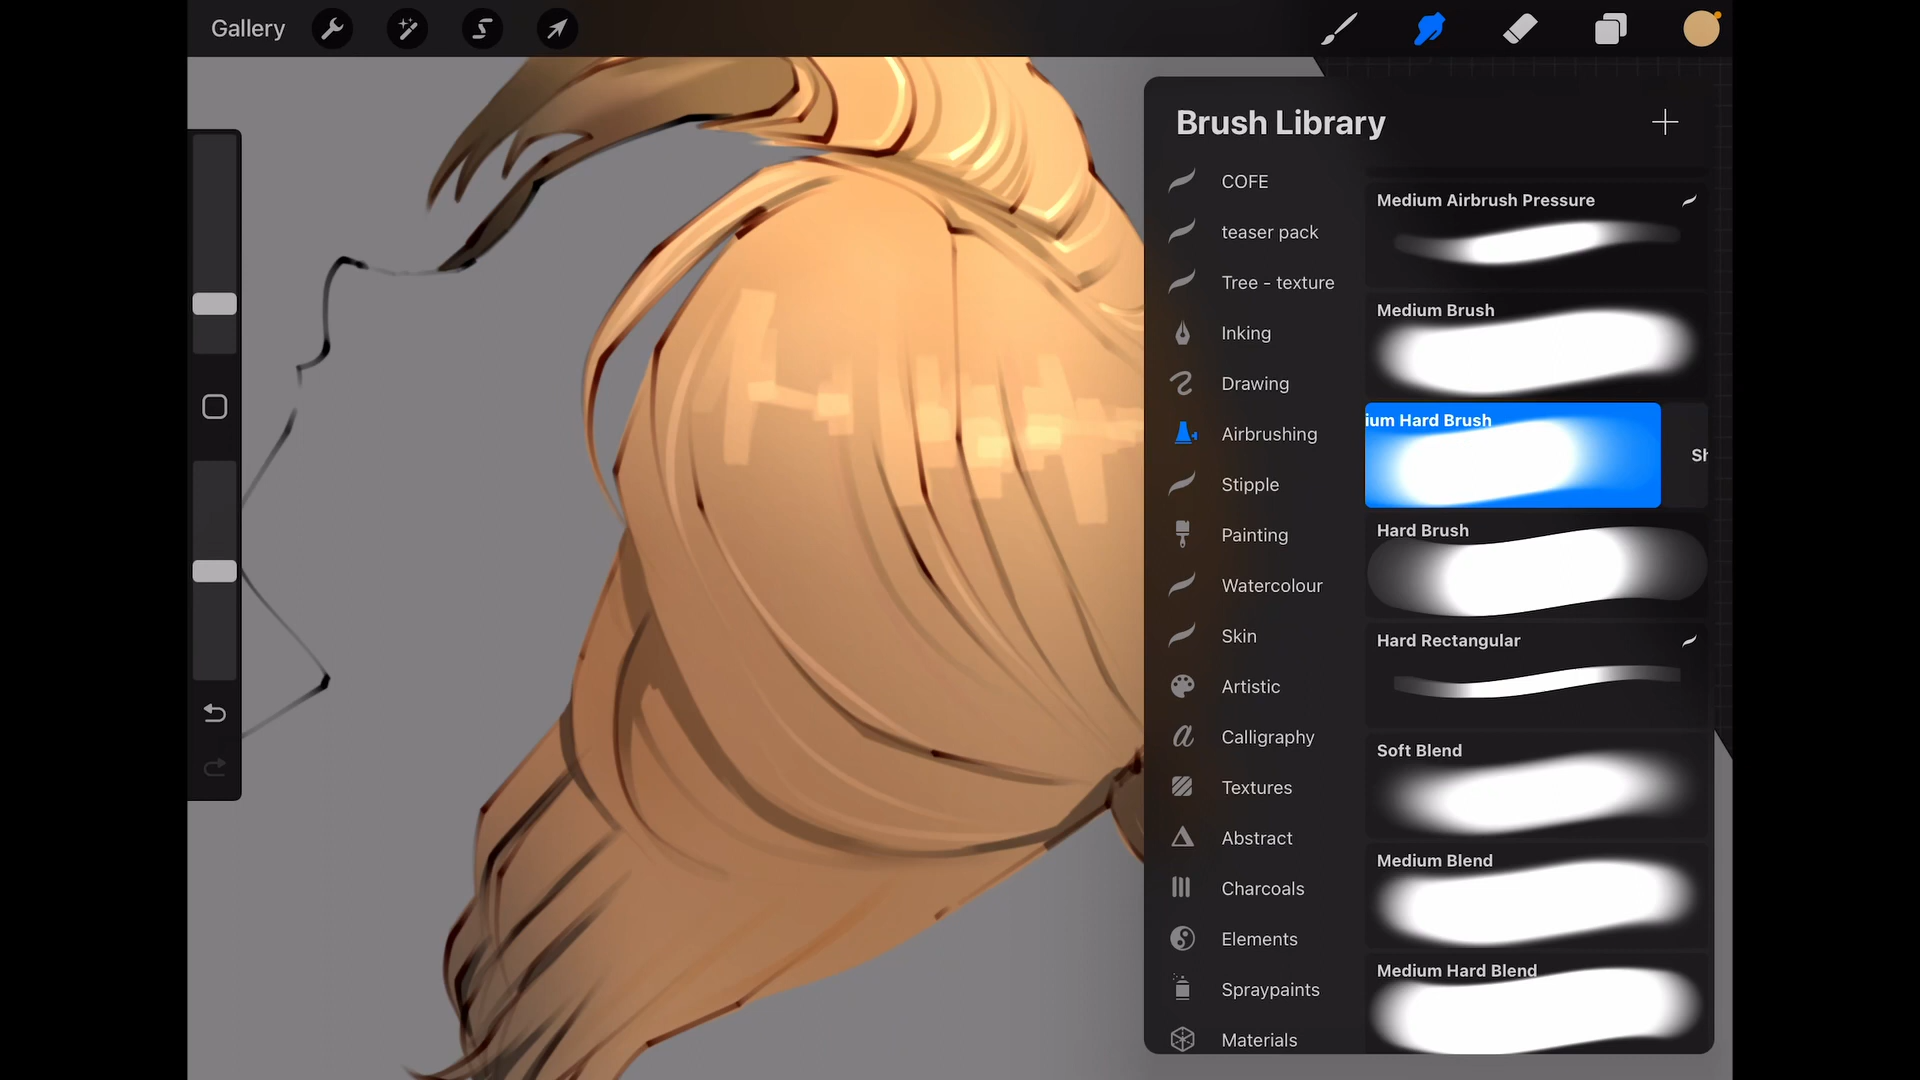 Gallery
Brush Library
COFE
teaser pack
Tree - texture
Inking
Drawing
Airbrushing
Stipple
Painting
Watercolour
Skin
Artistic
Calligraphy
Textures
Abstract
Charcoals
Elements
Spraypaints
Materials
Medium Airbrush Pressure
Medium Brush
ium Hard Brush
Sh
Hard Brush
Hard Rectangular
Soft Blend
Medium Blend
Medium Hard Blend